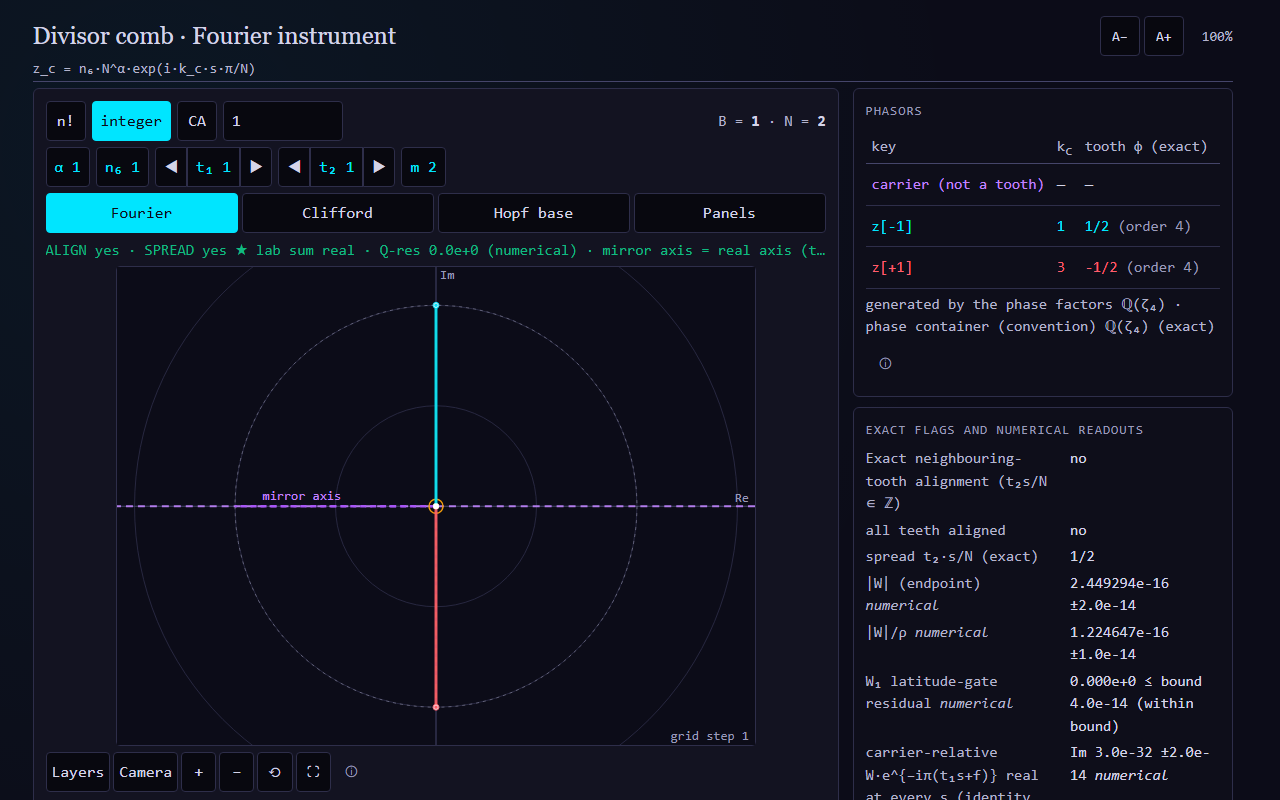 Divisor comb · Fourier instrument
A− A+ 100%
z_c = n₆·N^α·exp(i·k_c·s·π/N)
n! integer CA 1
B = 1 · N = 2
α 1 n₆ 1 ◀ t₁ 1 ▶ ◀ t₂ 1 ▶ m 2
Fourier Clifford Hopf base Panels
ALIGN yes · SPREAD yes ★ lab sum real · Q-res 0.0e+0 (numerical) · mirror axis = real axis (t…
Im
mirror axis
Re
grid step 1
Layers Camera + − ⟲ ⛶ ⓘ
PHASORS
key k_C tooth ϕ (exact)
carrier (not a tooth) — —
z[-1] 1 1/2 (order 4)
z[+1] 3 -1/2 (order 4)
generated by the phase factors ℚ(ζ₄) ·
phase container (convention) ℚ(ζ₄) (exact)
ⓘ
EXACT FLAGS AND NUMERICAL READOUTS
Exact neighbouring- no
tooth alignment (t₂s/N
∈ ℤ)
all teeth aligned no
spread t₂·s/N (exact) 1/2
|W| (endpoint) 2.449294e-16
numerical ±2.0e-14
|W|/ρ numerical 1.224647e-16
±1.0e-14
W₁ latitude-gate 0.000e+0 ≤ bound
residual numerical 4.0e-14 (within
bound)
carrier-relative Im 3.0e-32 ±2.0e-
W·e^{−iπ(t₁s+f)} real 14 numerical
at every s (identity